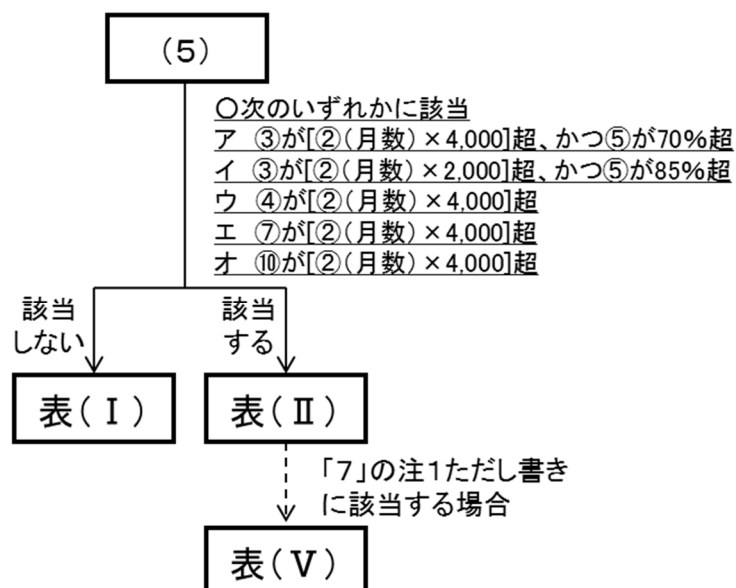 (5)
〇次のいずれかに該当
ア ③が[②(月数)×4,000]超、かつ⑤が70%超
イ ③が[②(月数)×2,000]超、かつ⑤が85%超
ウ ④が[②(月数)×4,000]超
エ ⑦が[②(月数)×4,000]超
オ ⑩が[②(月数)×4,000]超
該当
しない
該当
する
表(Ⅰ)
表(Ⅱ)
「7」の注1ただし書き
に該当する場合
表(Ⅴ)